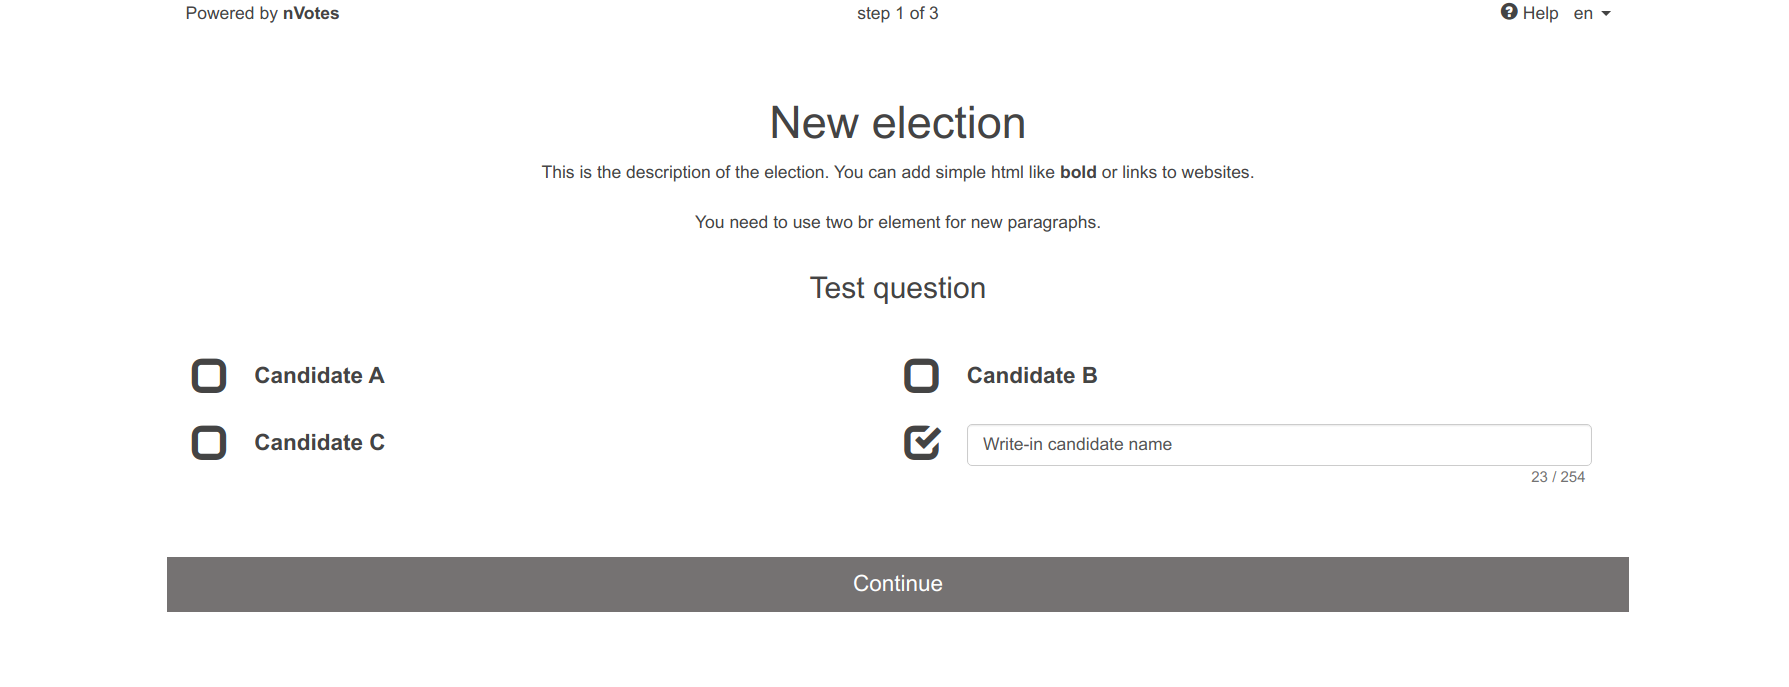 Powered by nVotes
step 1 of 3
Help en
New election
This is the description of the election. You can add simple html like bold or links to websites.
You need to use two br element for new paragraphs.
Test question
Candidate A
Candidate B
Candidate C
Write-in candidate name
23 / 254
Continue